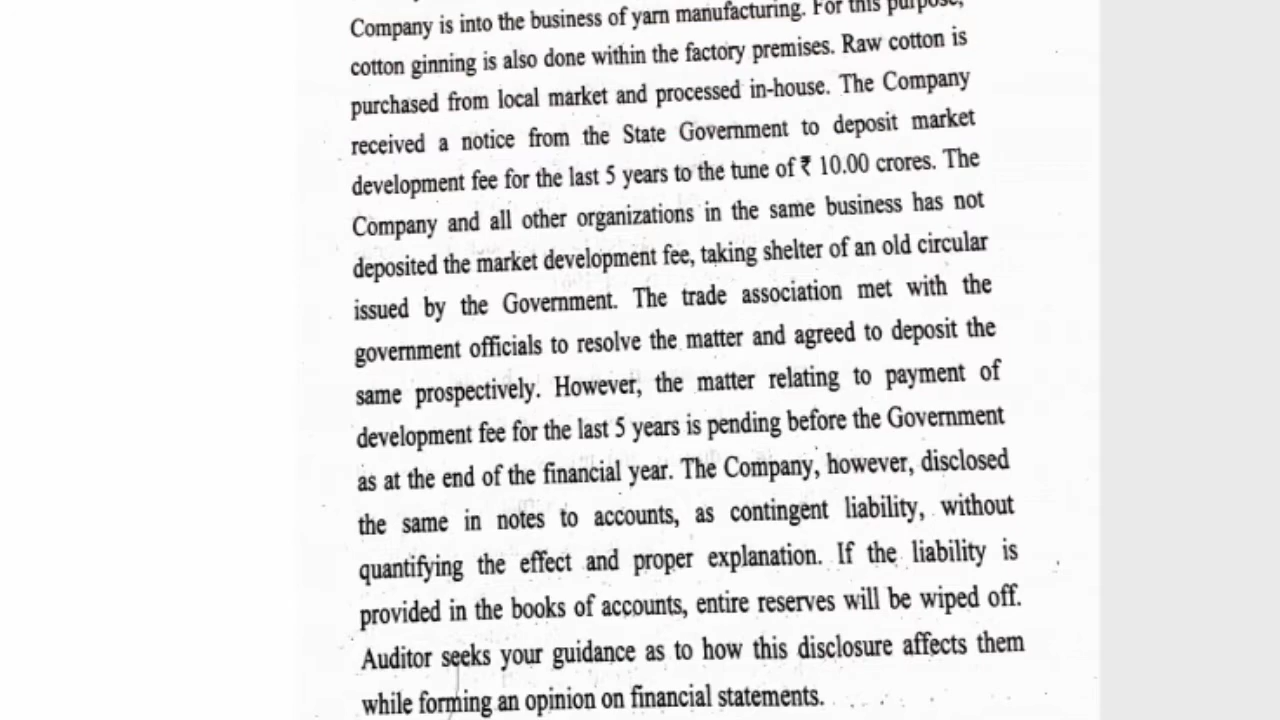 Company is into the business of yarn manufacturing. For this purpose,
cotton ginning is also done within the factory premises. Raw cotton is
purchased from local market and processed in-house. The Company
received a notice from the State Government to deposit market
development fee for the last 5 years to the tune of ₹ 10.00 crores. The
Company and all other organizations in the same business has not
deposited the market development fee, taking shelter of an old circular
issued by the Government. The trade association met with the
government officials to resolve the matter and agreed to deposit the
same prospectively. However, the matter relating to payment of
development fee for the last 5 years is pending before the Government
as at the end of the financial year. The Company, however, disclosed
the same in notes to accounts, as contingent liability, without
quantifying the effect and proper explanation. If the liability is
provided in the books of accounts, entire reserves will be wiped off.
Auditor seeks your guidance as to how this disclosure affects them
while forming an opinion on financial statements.